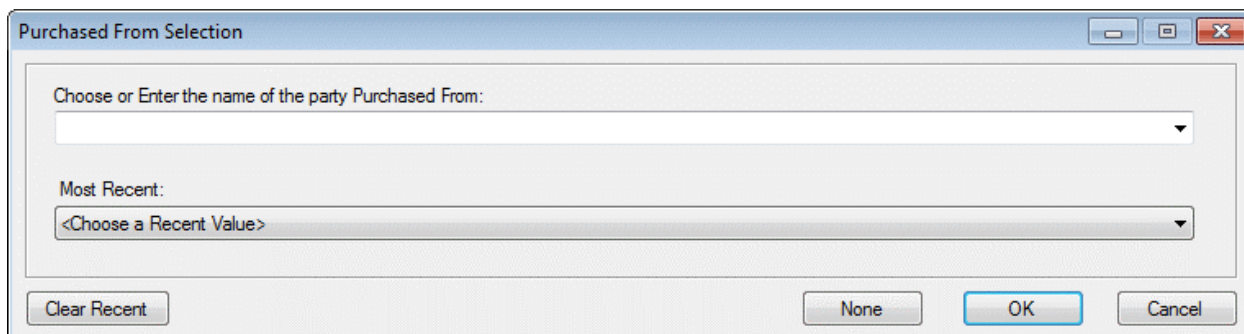 Purchased From Selection
Choose or Enter the name of the party Purchased From:
Most Recent:
<Choose a Recent Value>
Clear Recent None OK Cancel